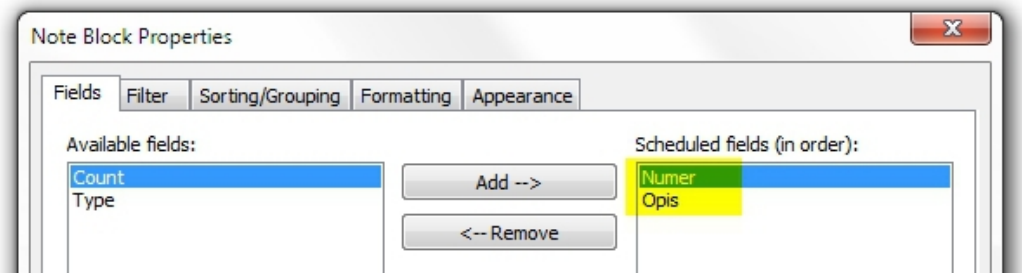 Note Block Properties
Fields Filter Sorting/Grouping Formatting Appearance
Available fields: Scheduled fields (in order):
Count Add --> Numer
Type Opis
<-- Remove